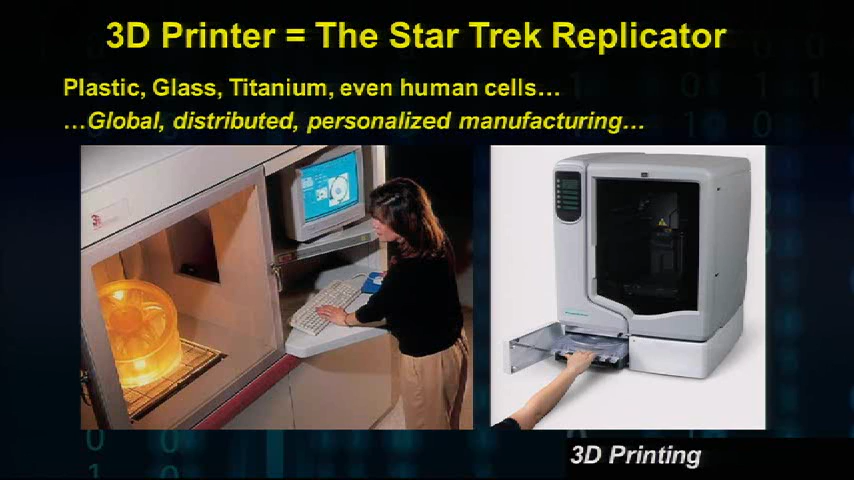 3D Printer = The Star Trek Replicator
Plastic, Glass, Titanium, even human cells…
…Global, distributed, personalized manufacturing…
3D Printing